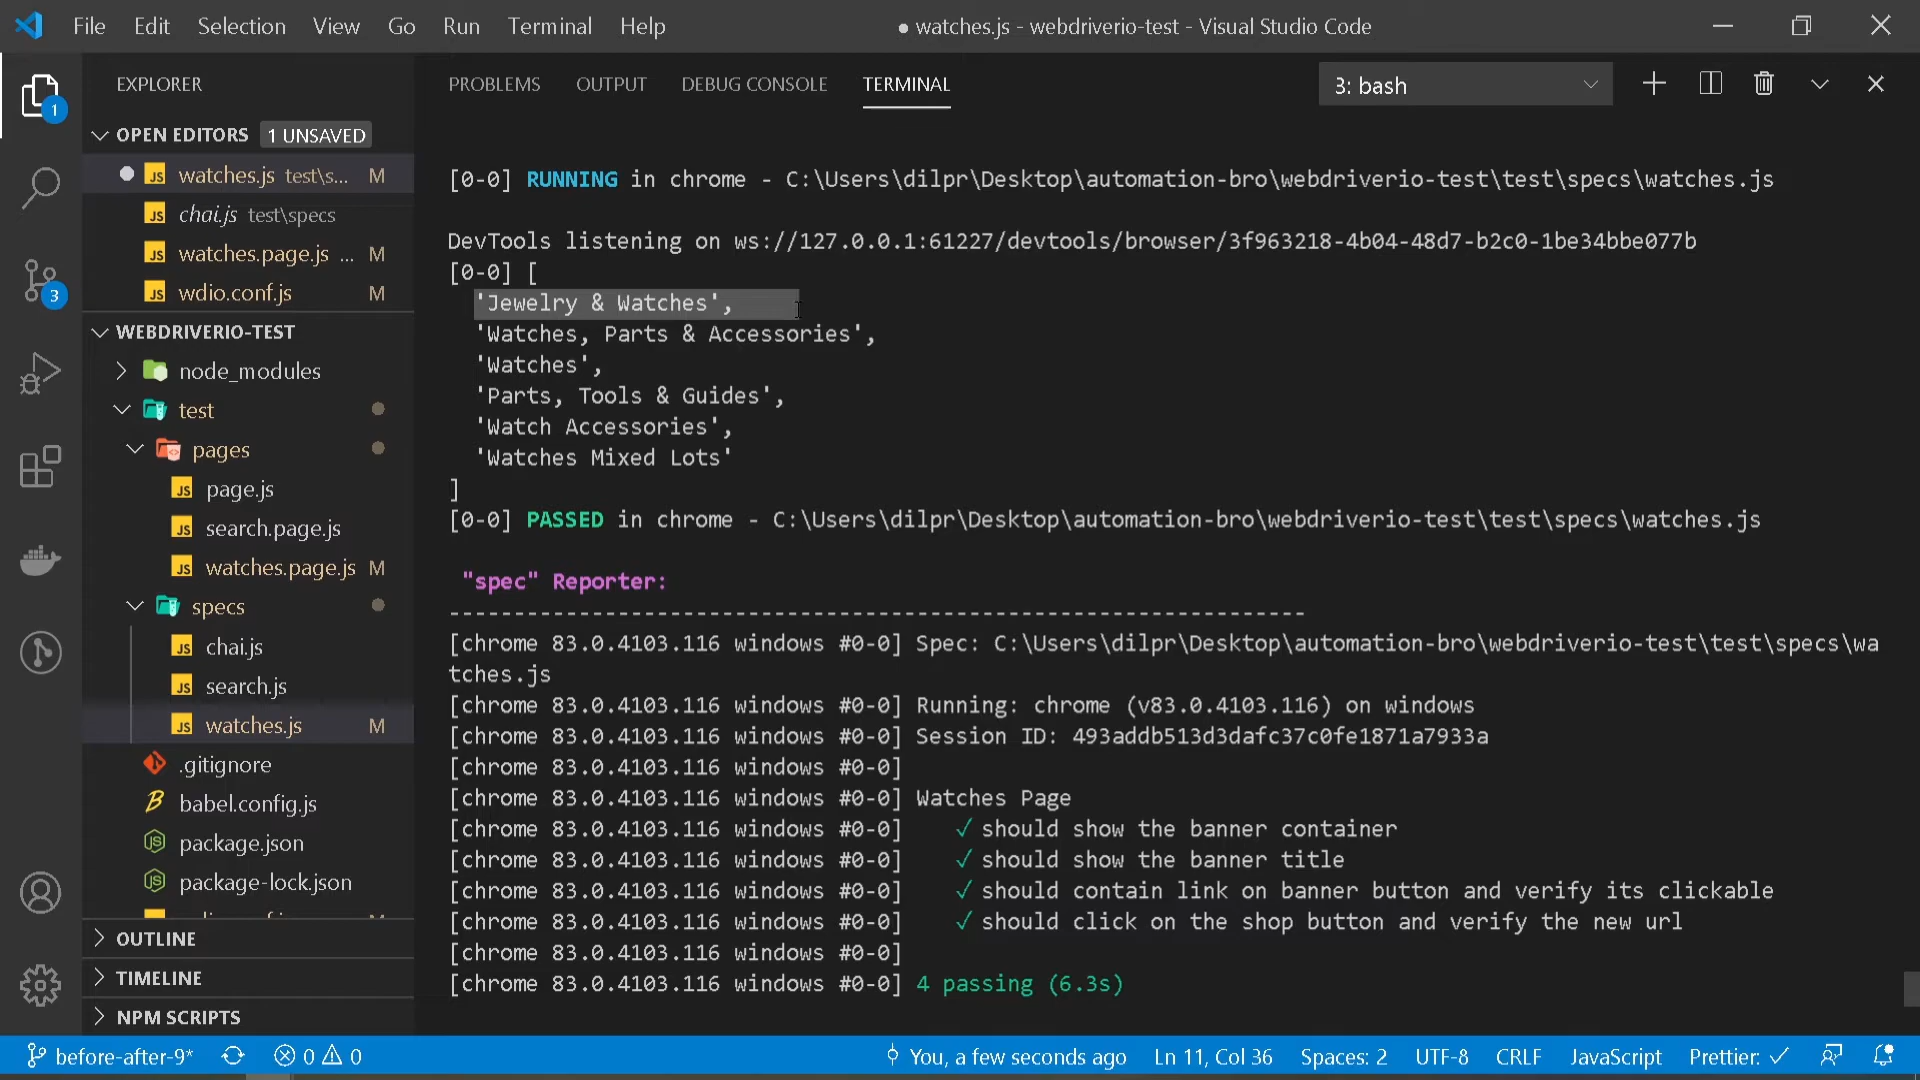 File Edit Selection View Go Run Terminal Help
● watches.js - webdriverio-test - Visual Studio Code
EXPLORER
PROBLEMS OUTPUT DEBUG CONSOLE TERMINAL
3: bash
1
OPEN EDITORS 1 UNSAVED
watches.js test\s... M
chai.js test\specs
watches.page.js ... M
3
wdio.conf.js M
WEBDRIVERIO-TEST
node_modules
test
pages
page.js
search.page.js
watches.page.js M
specs
chai.js
search.js
watches.js M
.gitignore
babel.config.js
package.json
package-lock.json
OUTLINE
TIMELINE
NPM SCRIPTS
[0-0] RUNNING in chrome - C:\Users\dilpr\Desktop\automation-bro\webdriverio-test\test\specs\watches.js
DevTools listening on ws://127.0.0.1:61227/devtools/browser/3f963218-4b04-48d7-b2c0-1be34bbe077b
[0-0] [
'Jewelry & Watches',
'Watches, Parts & Accessories',
'Watches',
'Parts, Tools & Guides',
'Watch Accessories',
'Watches Mixed Lots'
]
[0-0] PASSED in chrome - C:\Users\dilpr\Desktop\automation-bro\webdriverio-test\test\specs\watches.js
"spec" Reporter:
------------------------------------------------------------------
[chrome 83.0.4103.116 windows #0-0] Spec: C:\Users\dilpr\Desktop\automation-bro\webdriverio-test\test\specs\wa
tches.js
[chrome 83.0.4103.116 windows #0-0] Running: chrome (v83.0.4103.116) on windows
[chrome 83.0.4103.116 windows #0-0] Session ID: 493addb513d3dafc37c0fe1871a7933a
[chrome 83.0.4103.116 windows #0-0]
[chrome 83.0.4103.116 windows #0-0] Watches Page
[chrome 83.0.4103.116 windows #0-0] ✓ should show the banner container
[chrome 83.0.4103.116 windows #0-0] ✓ should show the banner title
[chrome 83.0.4103.116 windows #0-0] ✓ should contain link on banner button and verify its clickable
[chrome 83.0.4103.116 windows #0-0] ✓ should click on the shop button and verify the new url
[chrome 83.0.4103.116 windows #0-0]
[chrome 83.0.4103.116 windows #0-0] 4 passing (6.3s)
before-after-9* 0 0 You, a few seconds ago Ln 11, Col 36 Spaces: 2 UTF-8 CRLF JavaScript Prettier: ✓